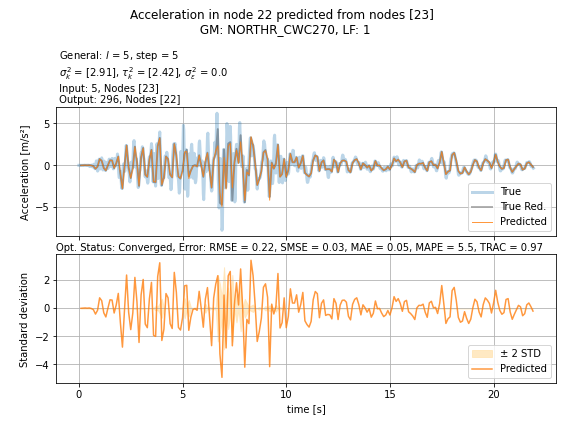 Acceleration in node 22 predicted from nodes [23]
GM: NORTHR_CWC270, LF: 1
General: l = 5, step = 5
σ_k^2 = [2.91], τ_k^2 = [2.42], σ_ε^2 = 0.0
Input: 5, Nodes [23]
Output: 296, Nodes [22]
5
0
−5
Acceleration [m/s²]
True
True Red.
Predicted
Opt. Status: Converged, Error: RMSE = 0.22, SMSE = 0.03, MAE = 0.05, MAPE = 5.5, TRAC = 0.97
2
0
−2
−4
Standard deviation
± 2 STD
Predicted
0 5 10 15 20
time [s]